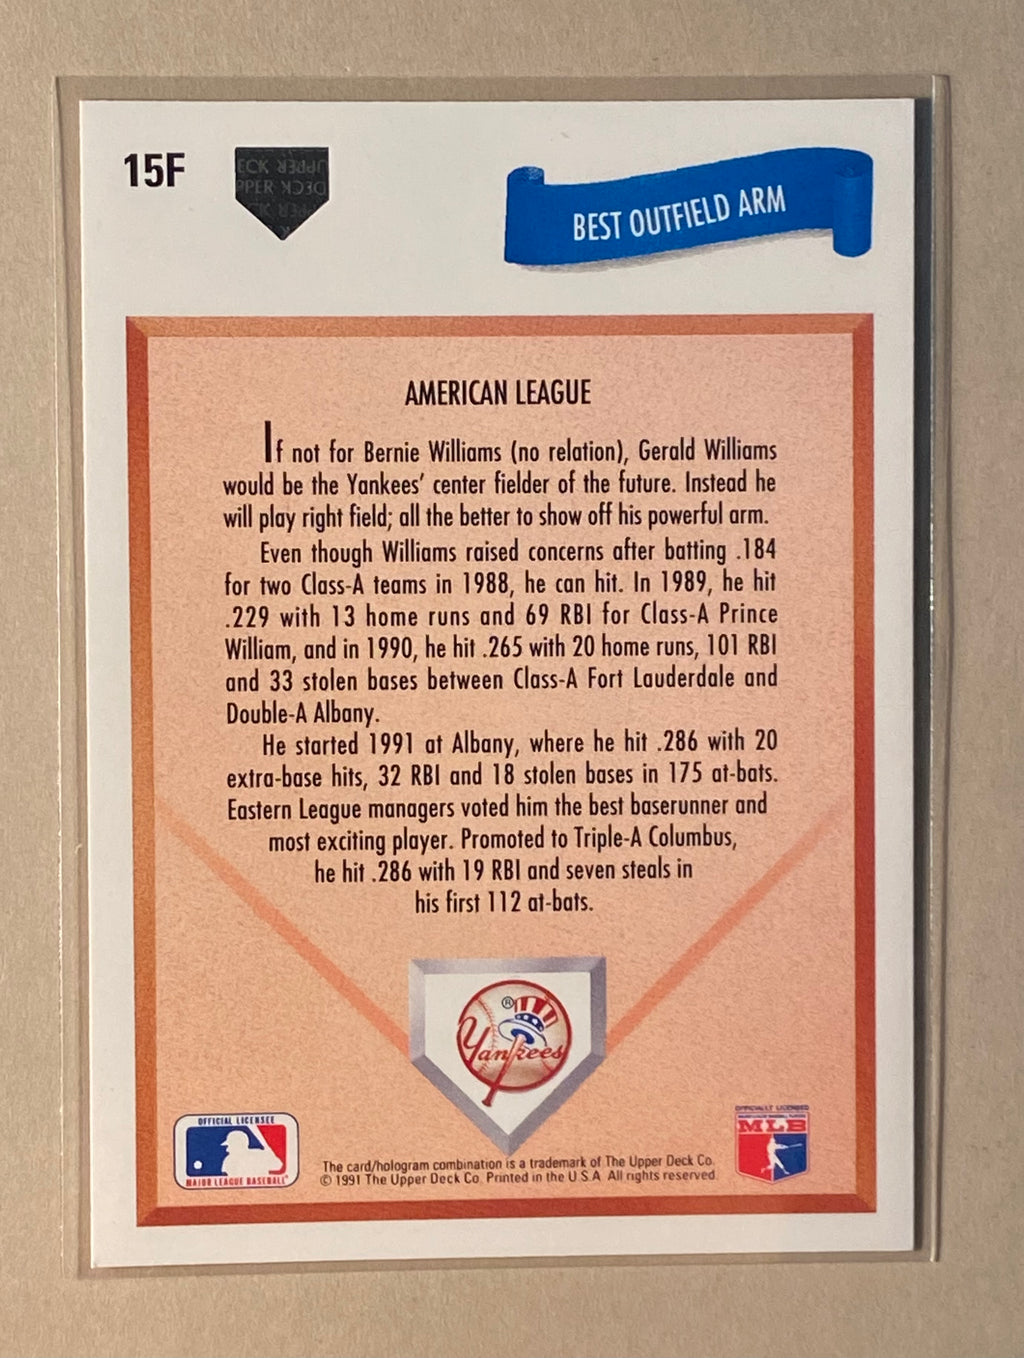 15F
ECK UPPER
PPER DECK
BEST OUTFIELD ARM
AMERICAN LEAGUE
If not for Bernie Williams (no relation), Gerald Williams
would be the Yankees' center fielder of the future. Instead he
will play right field; all the better to show off his powerful arm.
Even though Williams raised concerns after batting .184
for two Class-A teams in 1988, he can hit. In 1989, he hit
.229 with 13 home runs and 69 RBI for Class-A Prince
William, and in 1990, he hit .265 with 20 home runs, 101 RBI
and 33 stolen bases between Class-A Fort Lauderdale and
Double-A Albany.
He started 1991 at Albany, where he hit .286 with 20
extra-base hits, 32 RBI and 18 stolen bases in 175 at-bats.
Eastern League managers voted him the best baserunner and
most exciting player. Promoted to Triple-A Columbus,
he hit .286 with 19 RBI and seven steals in
his first 112 at-bats.
®
Yankees
OFFICIAL LICENSEE
MAJOR LEAGUE BASEBALL
The card/hologram combination is a trademark of The Upper Deck Co.
© 1991 The Upper Deck Co. Printed in the U.S.A. All rights reserved.
OFFICIALLY LICENSED
MLB